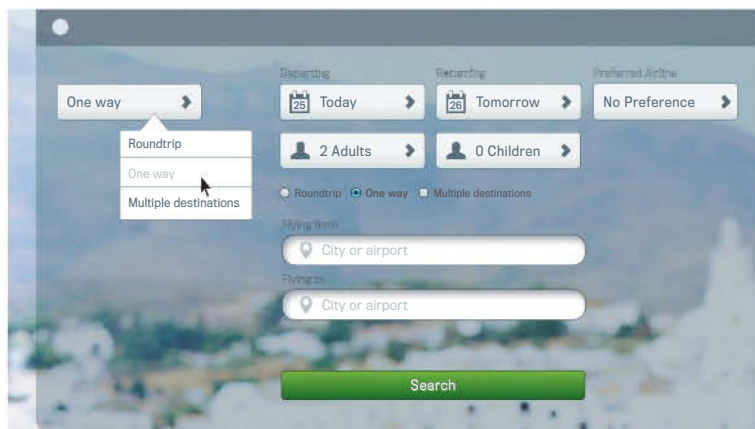 Departing
Returning
Preferred Airline
One way
25 Today
26 Tomorrow
No Preference
Roundtrip
One way
Multiple destinations
2 Adults
0 Children
Roundtrip One way Multiple destinations
Flying from
City or airport
Flying to
City or airport
Search